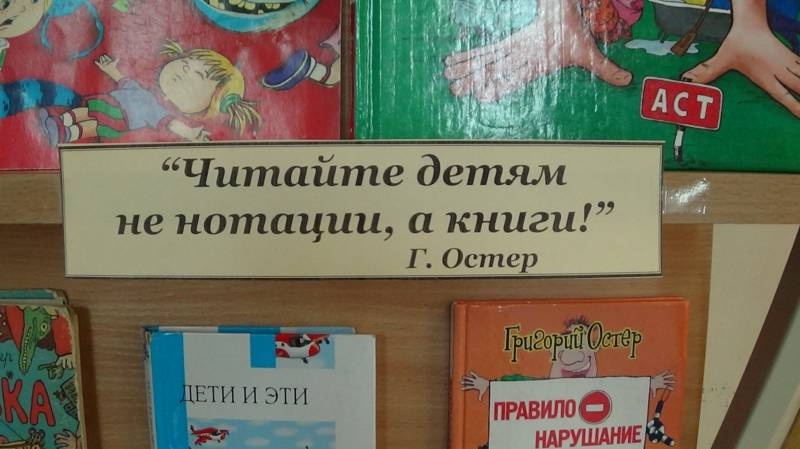 АСТ
“Читайте детям
не нотации, а книги!”
Г. Остер
ДЕТИ И ЭТИ
Григорий Остер
ПРАВИЛО
НАРУШАНИЕ